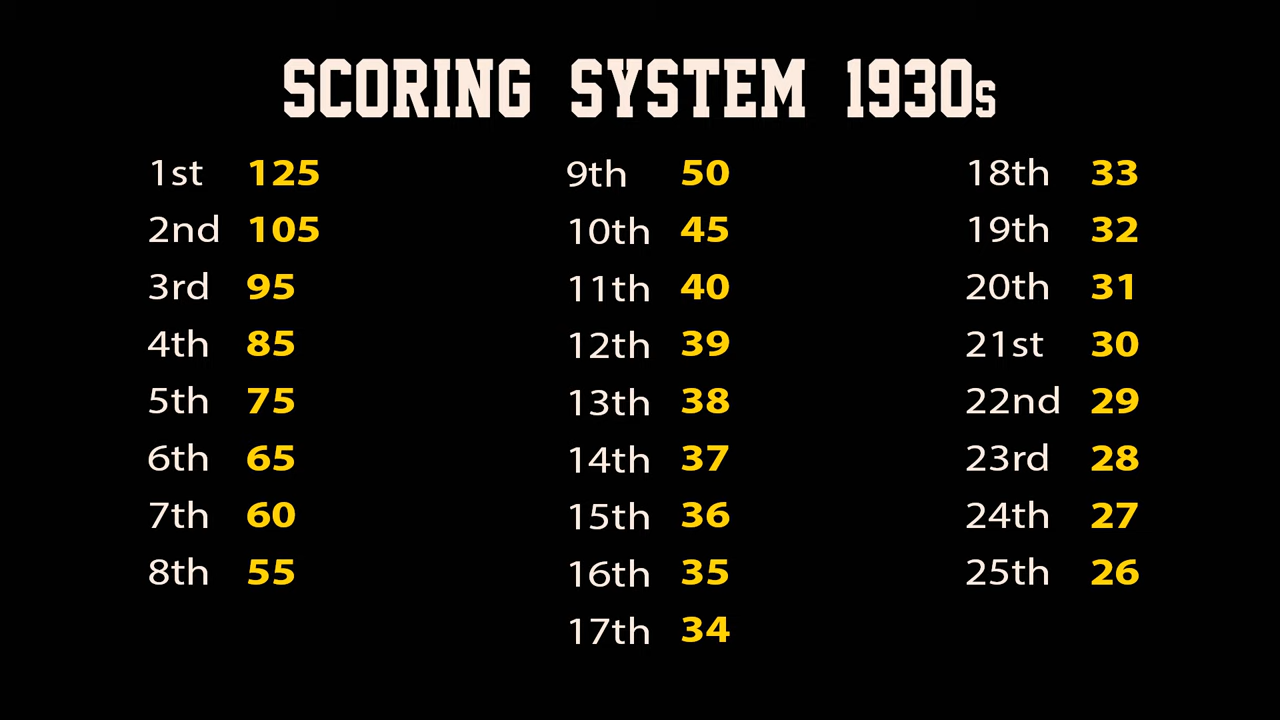 SCORING SYSTEM 1930s
1st 125
2nd 105
3rd 95
4th 85
5th 75
6th 65
7th 60
8th 55
9th 50
10th 45
11th 40
12th 39
13th 38
14th 37
15th 36
16th 35
17th 34
18th 33
19th 32
20th 31
21st 30
22nd 29
23rd 28
24th 27
25th 26